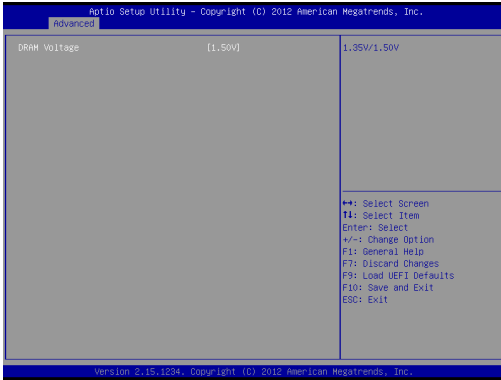 Aptio Setup Utility – Copyright (C) 2012 American Megatrends, Inc.
Advanced
DRAM Voltage [1.50V]
1.35V/1.50V
↔: Select Screen
↑↓: Select Item
Enter: Select
+/-: Change Option
F1: General Help
F7: Discard Changes
F9: Load UEFI Defaults
F10: Save and Exit
ESC: Exit
Version 2.15.1234. Copyright (C) 2012 American Megatrends, Inc.